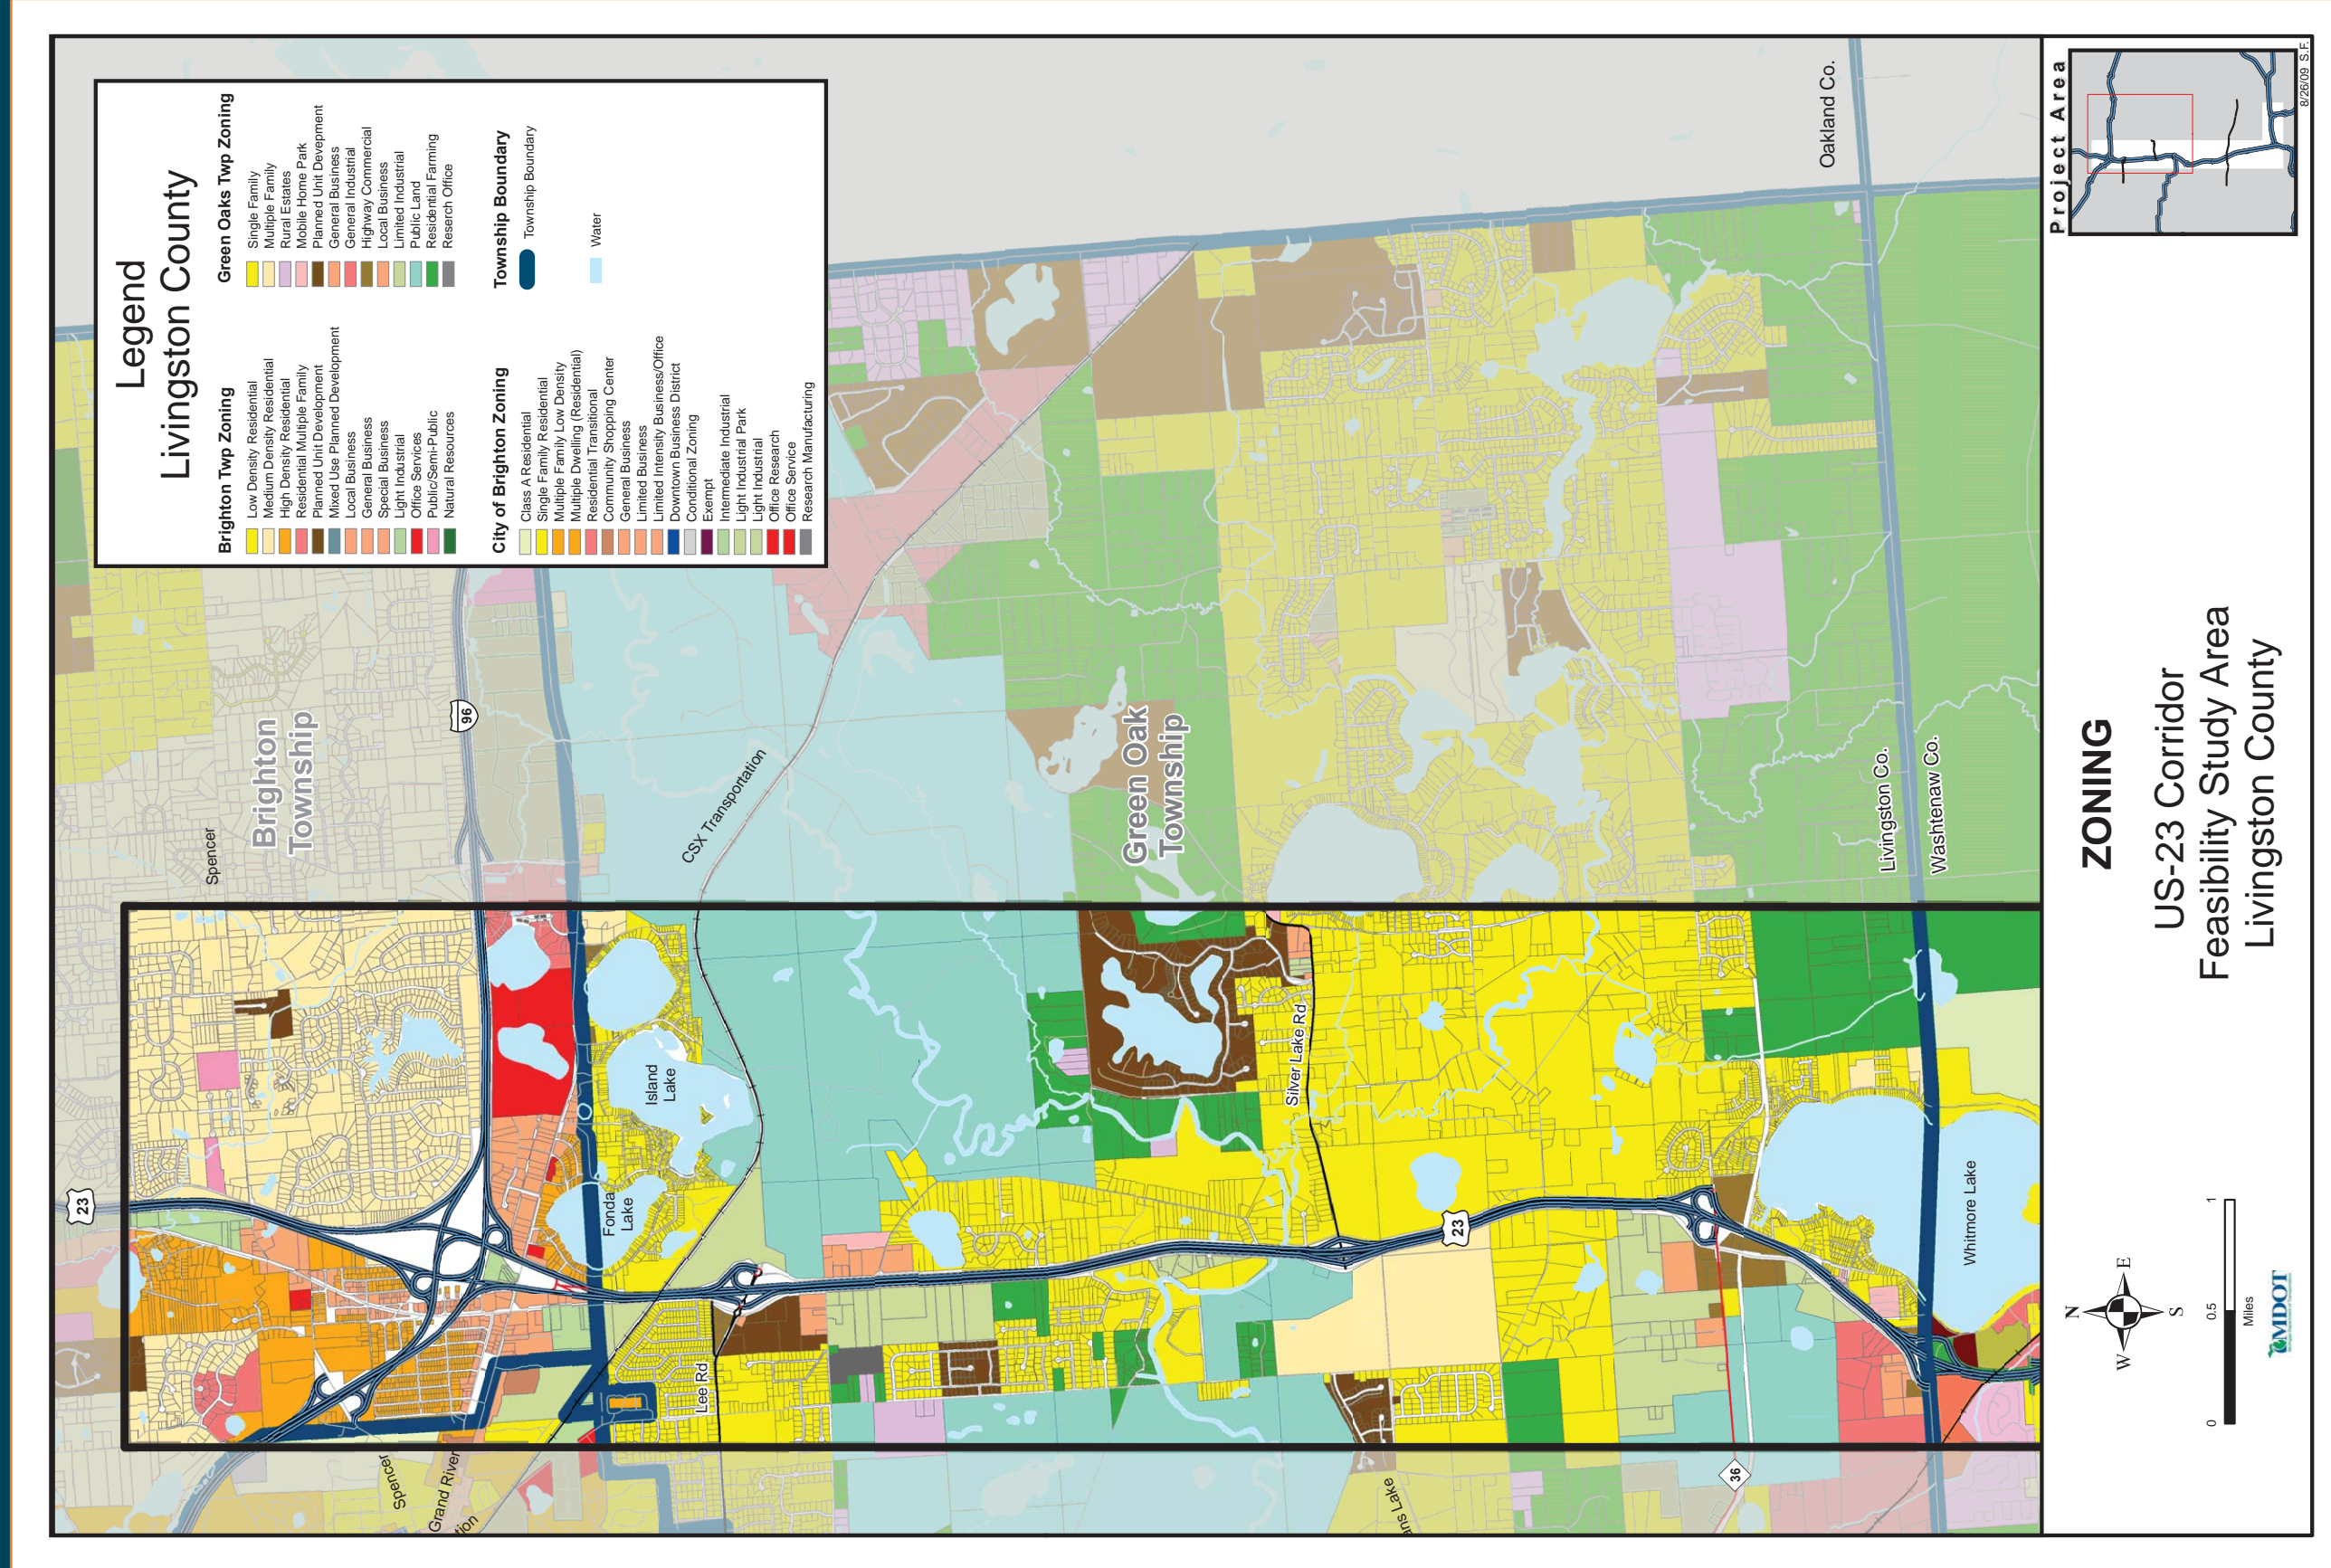 Legend
Livingston County
Brighton Twp Zoning
Low Density Residential
Medium Density Residential
High Density Residential
Residential Multiple Family
Planned Unit Development
Mixed Use Planned Development
Local Business
General Business
Special Business
Light Industrial
Office Services
Public/Semi-Public
Natural Resources
Green Oaks Twp Zoning
Single Family
Multiple Family
Rural Estates
Mobile Home Park
Planned Unit Devepment
General Business
General Industrial
Highway Commercial
Local Business
Limited Industrial
Public Land
Residential Farming
Reserch Office
City of Brighton Zoning
Class A Residential
Single Family Residential
Multiple Family Low Density
Multiple Dwelling (Residential)
Residential Transitional
Community Shopping Center
General Business
Limited Business
Limited Intensity Business/Office
Downtown Business District
Conditional Zoning
Exempt
Intermediate Industrial
Light Industrial Park
Light Industrial
Office Research
Office Service
Research Manufacturing
Township Boundary
Township Boundary
Water
23
Spencer
Brighton
Township
96
Spencer
Grand River
tion
Fonda
Lake
Island
Lake
CSX Transportation
Lee Rd
Green Oak
Township
Silver Lake Rd
23
ans Lake
36
Oakland Co.
Livingston Co.
Washtenaw Co.
Whitmore Lake
N
W
E
S
0
0.5
1
Miles
MDOT
ZONING
US-23 Corridor
Feasibility Study Area
Livingston County
Project Area
8/26/09 S.F.